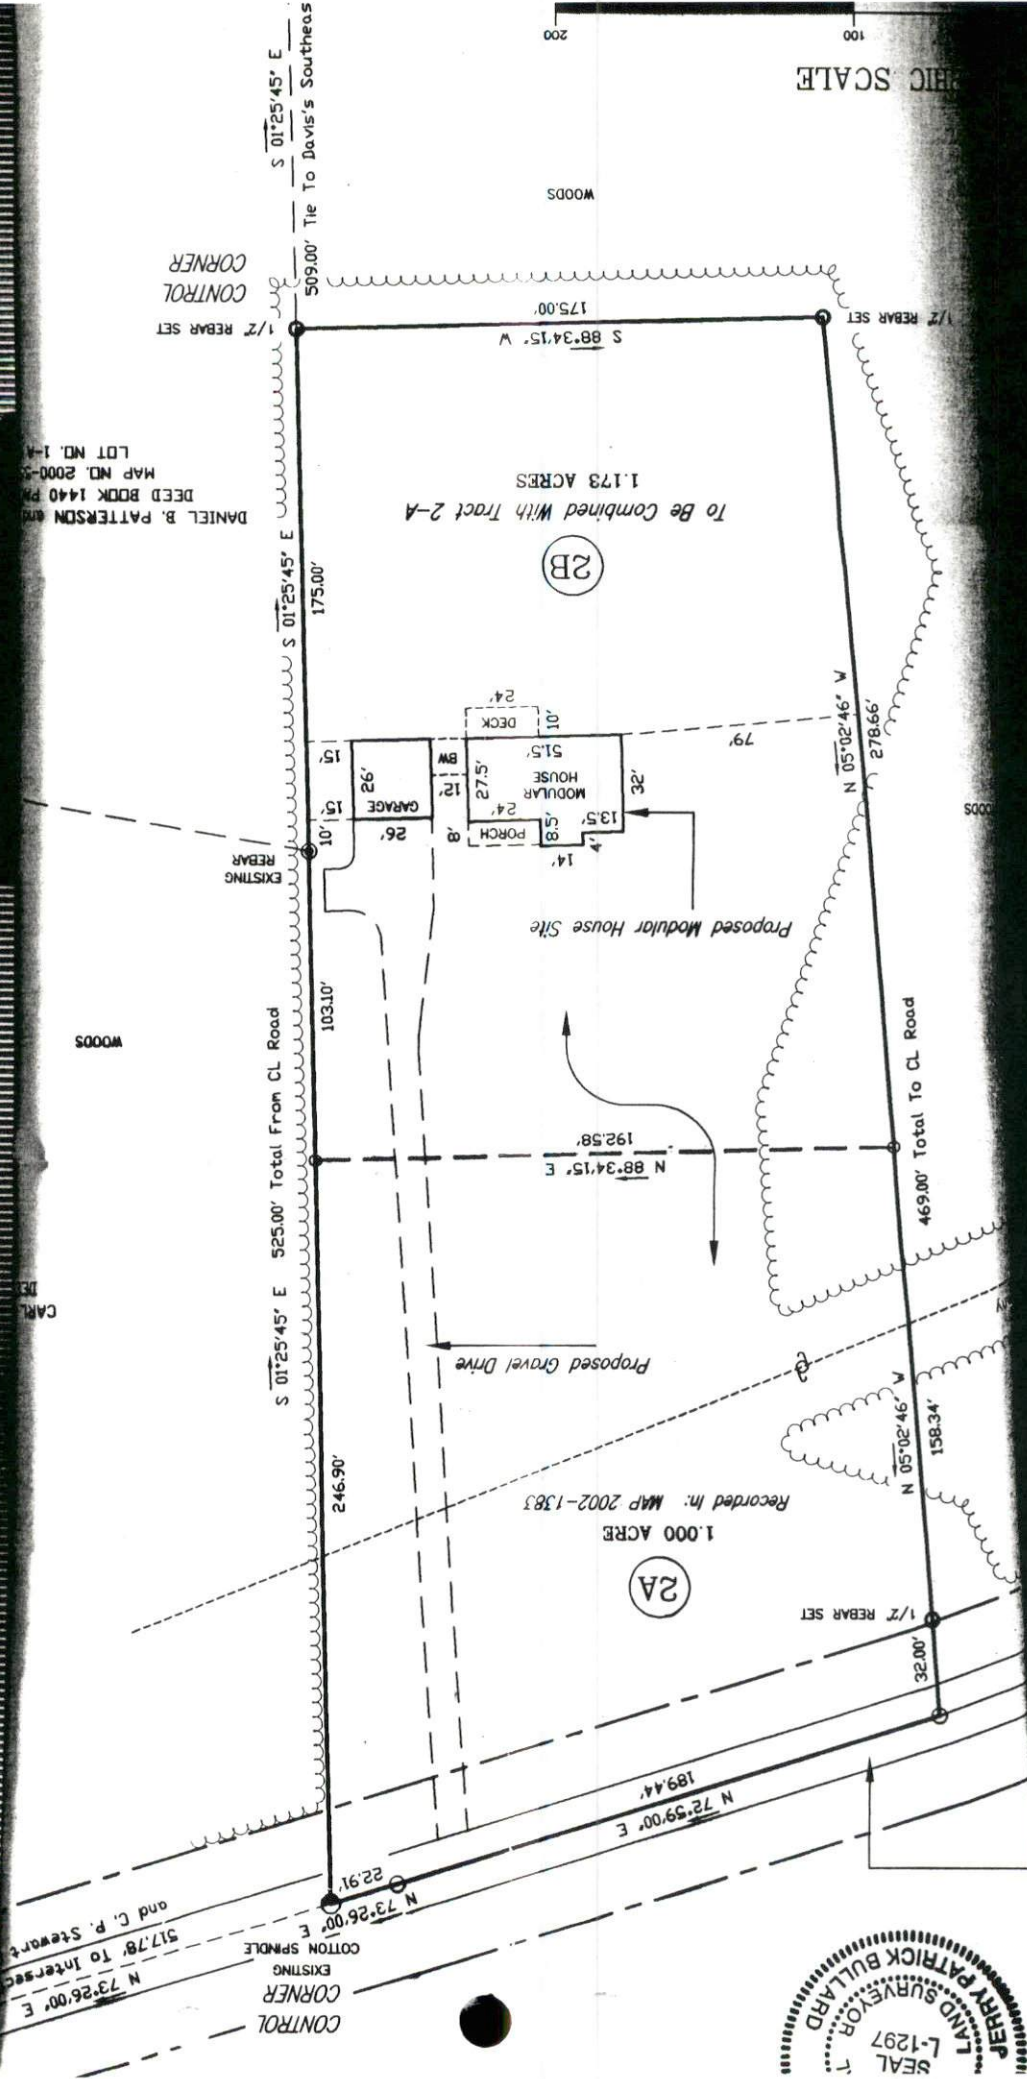 SEAL
L-1297
LAND SURVEYOR
JERRY PATRICK BULLARD
CONTROL
CORNER
EXISTING
COTTON SPINDLE
N 73°26'00" E
517.78' To Intersec
and C. P. Stewart
N 73°26'00" E
22.91'
N 72°59'00" E
189.44'
32.00'
1/2" REBAR SET
2A
1.000 ACRE
Recorded In: MAP 2002-1383
N 05°02'46" W
158.34'
246.90'
S 01°25'45" E 525.00' Total From CL Road
Proposed Gravel Drive
CARL
N 88°34'15" E
192.58'
469.00' Total To CL Road
WOODS
103.10'
Proposed Modular House Site
EXISTING
REBAR
10'
14'
4'
8.5'
13.5'
PORCH
24'
8'
26'
GARAGE
26'
15'
15'
MODULAR
HOUSE
51.5'
32'
27.5'
12'
BW
DECK
10'
24'
79'
N 05°02'46" W
278.66'
2B
To Be Combined With Tract 2-A
1.173 ACRES
S 01°25'45" E
175.00'
DANIEL B. PATTERSON and
DEED BOOK 1440
MAP NO. 2000-
LOT NO. 1-A
S 88°34'15" W
175.00'
1/2" REBAR SET
1/2" REBAR SET
CONTROL
CORNER
509.00' Tie To Davis's Southeas
S 01°25'45" E
S 01°25'45" E
WOODS
HIC SCALE
100
200